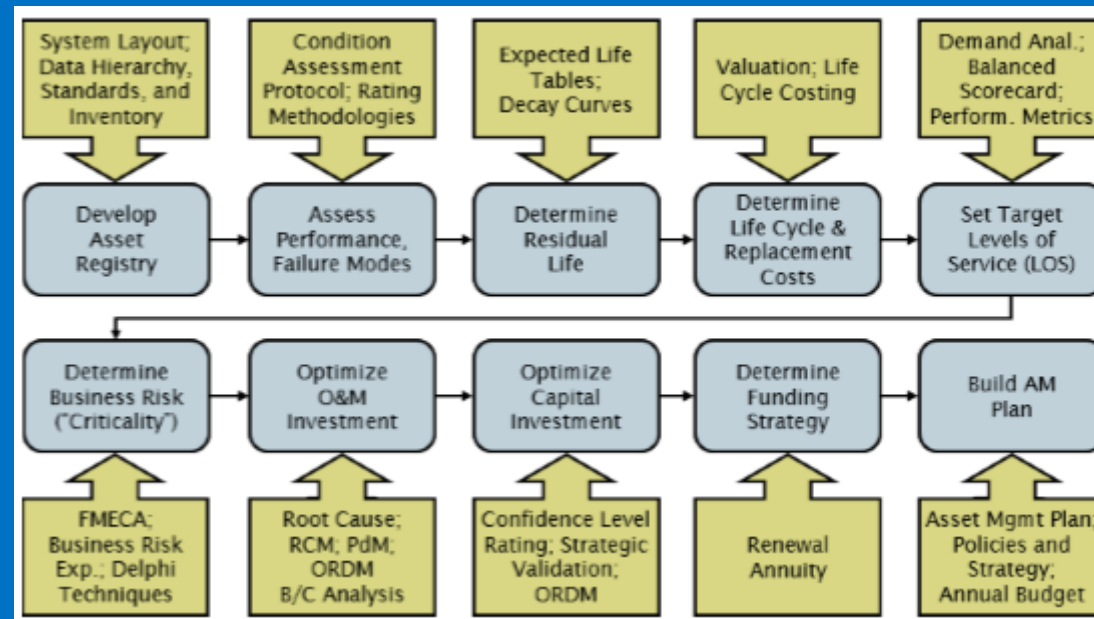 System Layout;
Data Hierarchy,
Standards, and
Inventory
Condition
Assessment
Protocol; Rating
Methodologies
Expected Life
Tables;
Decay Curves
Valuation; Life
Cycle Costing
Demand Anal.;
Balanced
Scorecard;
Perform. Metrics
Develop
Asset
Registry
Assess
Performance,
Failure Modes
Determine
Residual
Life
Determine
Life Cycle &
Replacement
Costs
Set Target
Levels of
Service (LOS)
Determine
Business Risk
("Criticality")
Optimize
O&M
Investment
Optimize
Capital
Investment
Determine
Funding
Strategy
Build AM
Plan
FMECA;
Business Risk
Exp.; Delphi
Techniques
Root Cause;
RCM; PdM;
ORDM
B/C Analysis
Confidence Level
Rating; Strategic
Validation;
ORDM
Renewal
Annuity
Asset Mgmt Plan;
Policies and
Strategy;
Annual Budget